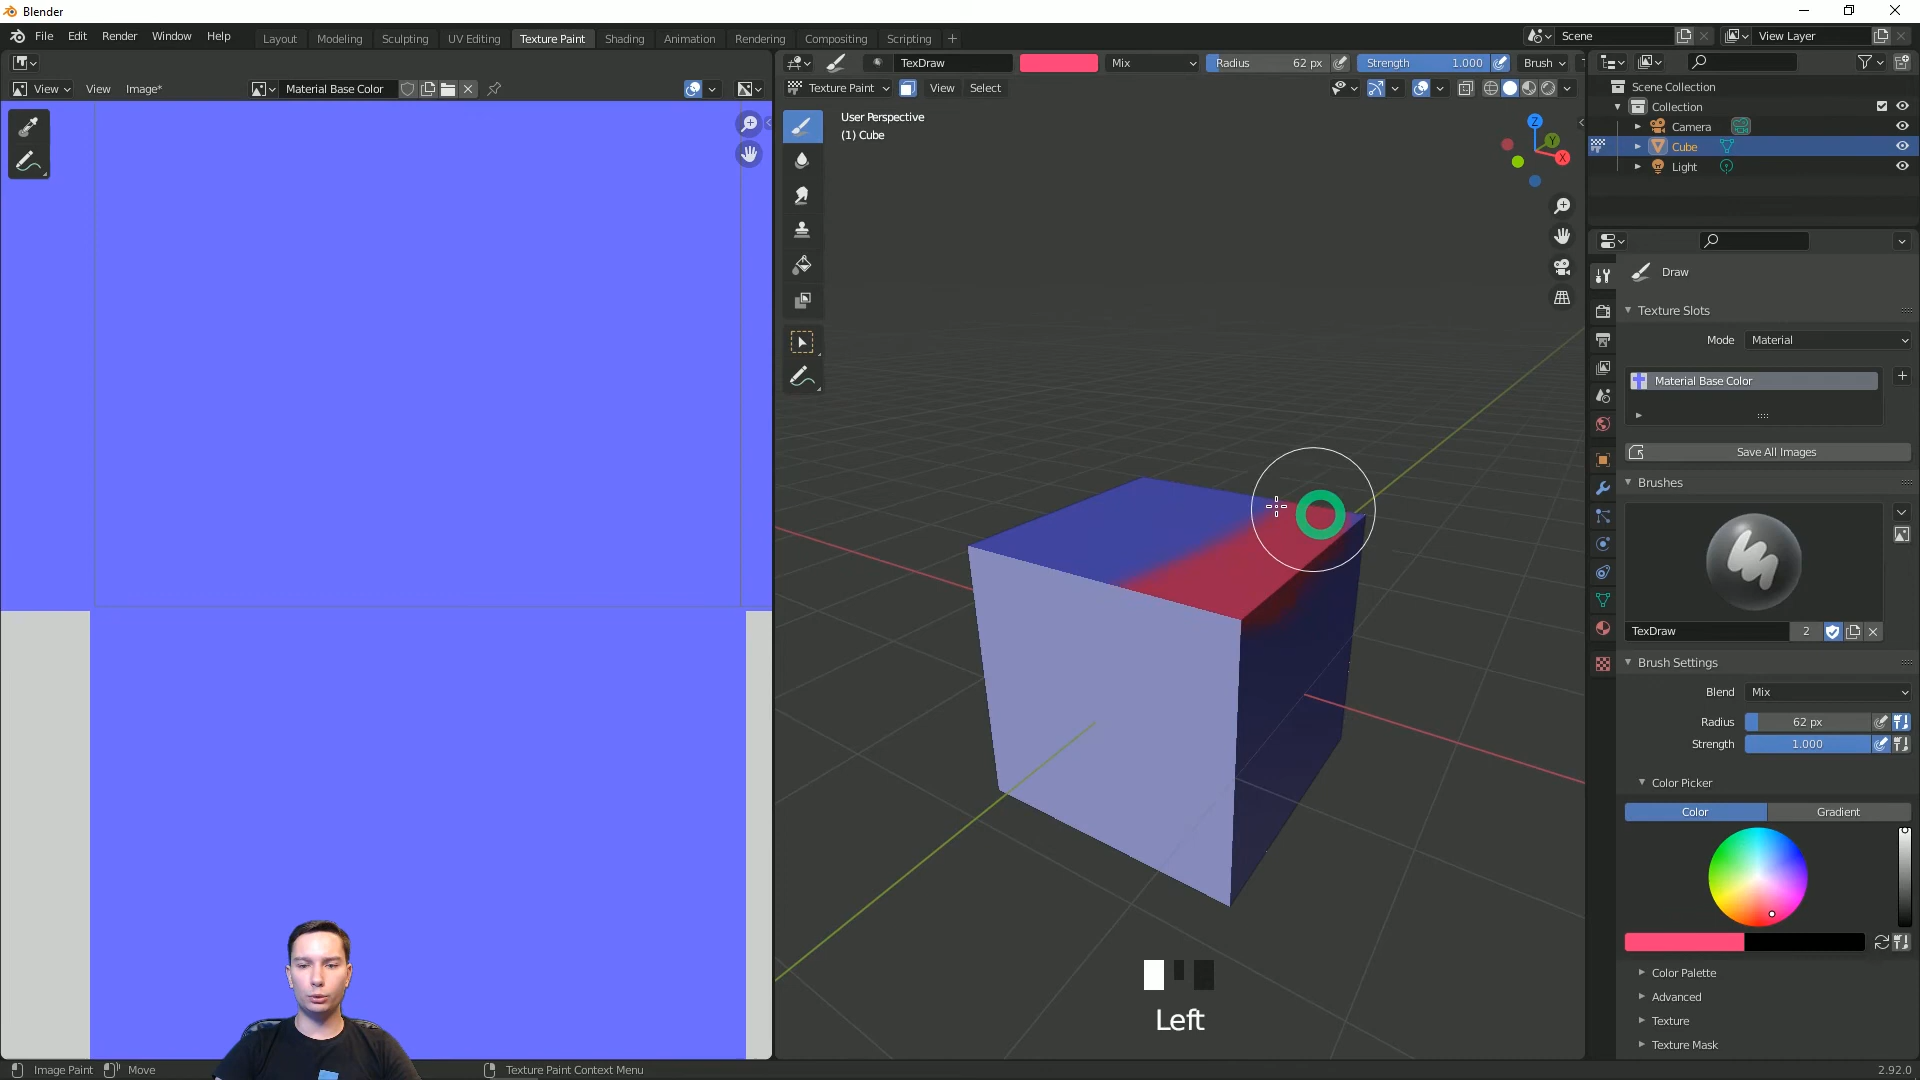 Blender
File Edit Render Window Help
Layout Modeling Sculpting UV Editing Texture Paint Shading Animation Rendering Compositing Scripting
Scene
View Layer
TexDraw Mix Radius 62 px Strength 1.000 Brush
View View Image* Material Base Color
Texture Paint View Select
User Perspective
(1) Cube
Z
Y
X
Scene Collection
Collection
Camera
Cube
Light
Draw
Texture Slots
Mode Material
Material Base Color
Save All Images
Brushes
TexDraw 2
Brush Settings
Blend Mix
Radius 62 px
Strength 1.000
Color Picker
Color Gradient
Color Palette
Advanced
Texture
Texture Mask
Left
Image Paint Move Texture Paint Context Menu 2.92.0